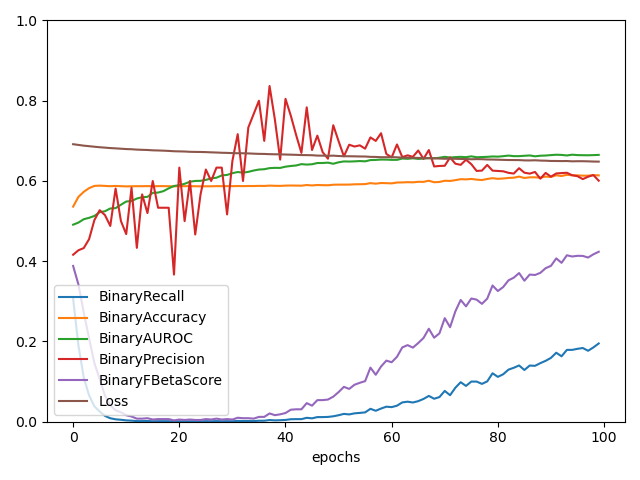 1.0
0.8
0.6
0.4
0.2
0.0
BinaryRecall
BinaryAccuracy
BinaryAUROC
BinaryPrecision
BinaryFBetaScore
Loss
0 20 40 60 80 100
epochs